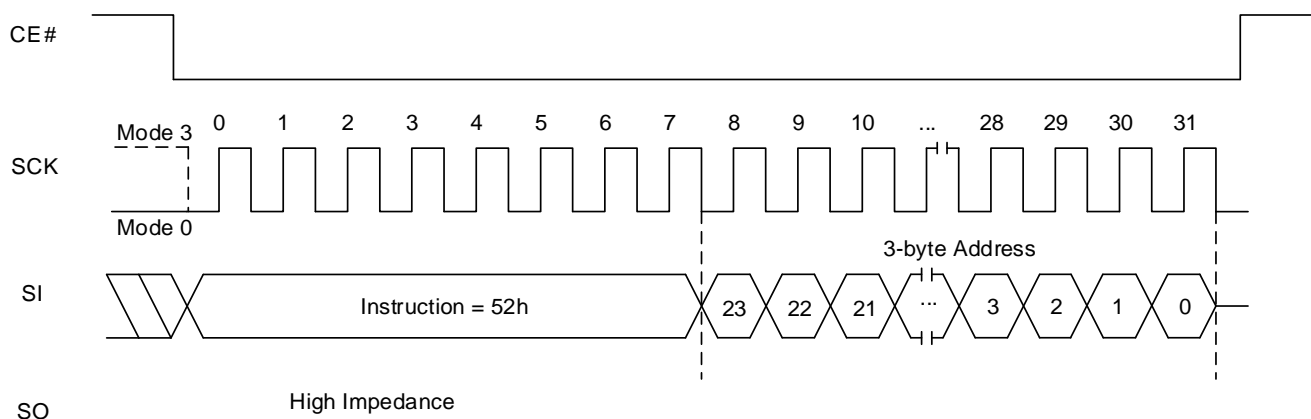 CE#
0 1 2 3 4 5 6 7 8 9 10 ... 28 29 30 31
Mode 3
SCK
Mode 0
3-byte Address
SI
Instruction = 52h 23 22 21 ... 3 2 1 0
High Impedance
SO